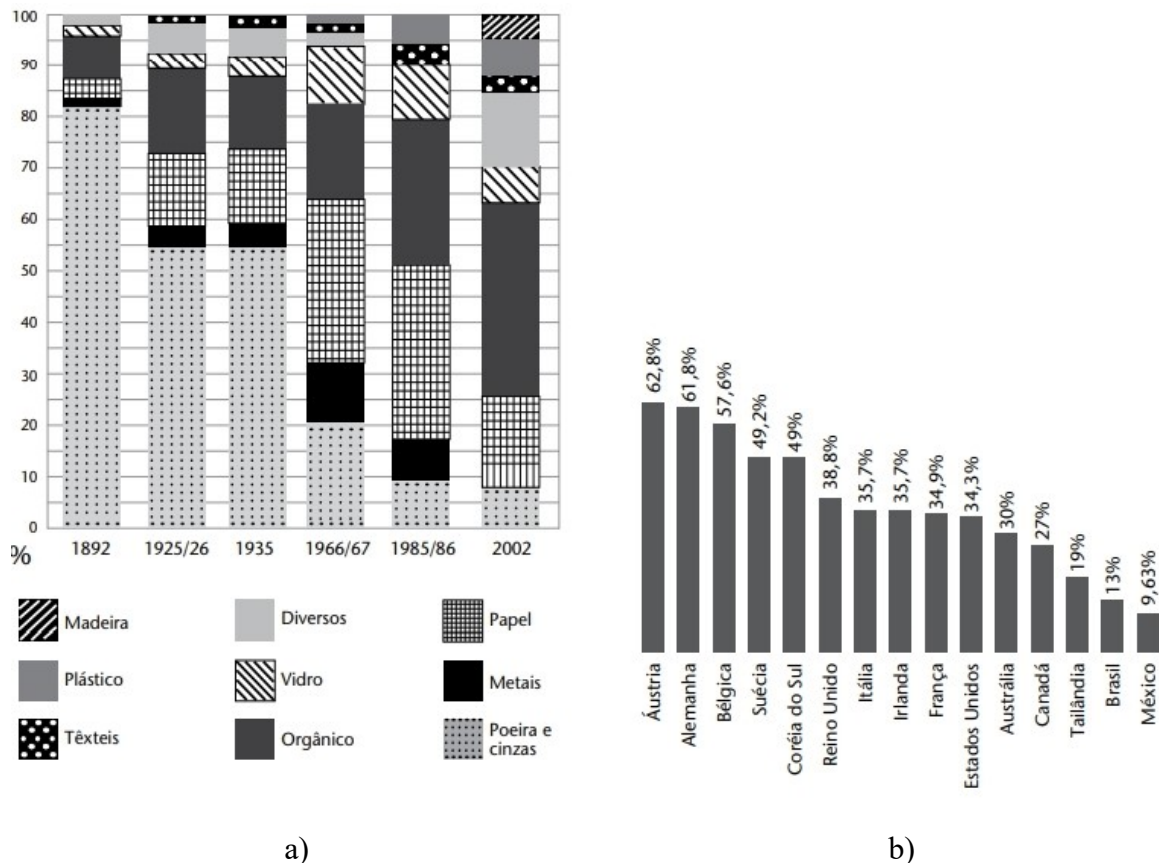 100
90
80
70
60
50
40
30
20
10
0
%
1892 1925/26 1935 1966/67 1985/86 2002
Madeira Diversos Papel
Plástico Vidro Metais
Têxteis Orgânico Poeira e
cinzas
a)
62,8%
61,8%
57,6%
49,2%
49%
38,8%
35,7%
35,7%
34,9%
34,3%
30%
27%
19%
13%
9,63%
Áustria
Alemanha
Bélgica
Suécia
Coréia do Sul
Reino Unido
Itália
Irlanda
França
Estados Unidos
Austrália
Canadá
Tailândia
Brasil
México
b)